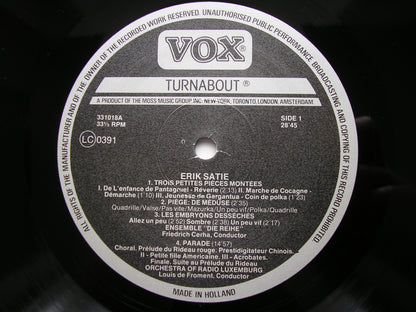 ALL RIGHTS OF THE MANUFACTURER AND OF THE OWNER OF THE RECORDED WORK RESERVED. UNAUTHORISED PUBLIC PERFORMANCE BROADCASTING AND COPYING OF THIS RECORD PROHIBITED
VOX®
TURNABOUT®
A PRODUCT OF THE MOSS MUSIC GROUP, INC. NEW-YORK, TORONTO, LONDON, AMSTERDAM
331018A
33⅓ RPM
SIDE 1
28'45
LC 0391
ERIK SATIE
1. TROIS PETITES PIECES MONTEES
I. De L'enfance de Pantagruel - Rêverie (2.13) II. Marche de Cocagne -
Démarche (1'10) III. Jeunesse de Gargantua - Coin de polka (1'23)
2. PIEGE: DE MEDUSE (2'35)
Quadrille/Valse/Pas vite/Mazurka/Un peu vif/Polka/Quadrille
3. LES EMBRYONS DESSECHÉS
Allez un peu (2'52) Sombre (2'38) Un peu vif (2'17)
ENSEMBLE "DIE REIHE"
Friedrich Cerha, Conductor
4. PARADE (14'57)
Choral. Prélude du Rideau rouge. Prestidigitateur Chinois.
II - Petite fille Americaine. III - Acrobates.
Finale. Suite au Prélude du Rideau
ORCHESTRA OF RADIO LUXEMBURG
Louis de Froment, Conductor
MADE IN HOLLAND